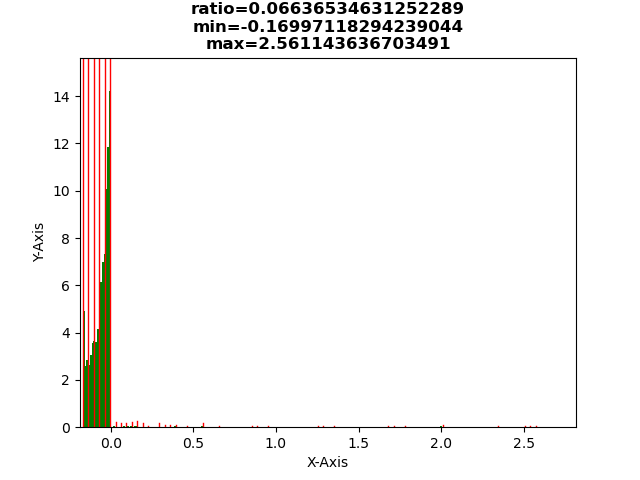 ratio=0.06636534631252289
min=-0.16997118294239044
max=2.561143636703491
14
12
10
8
6
4
2
0
Y-Axis
0.0 0.5 1.0 1.5 2.0 2.5
X-Axis